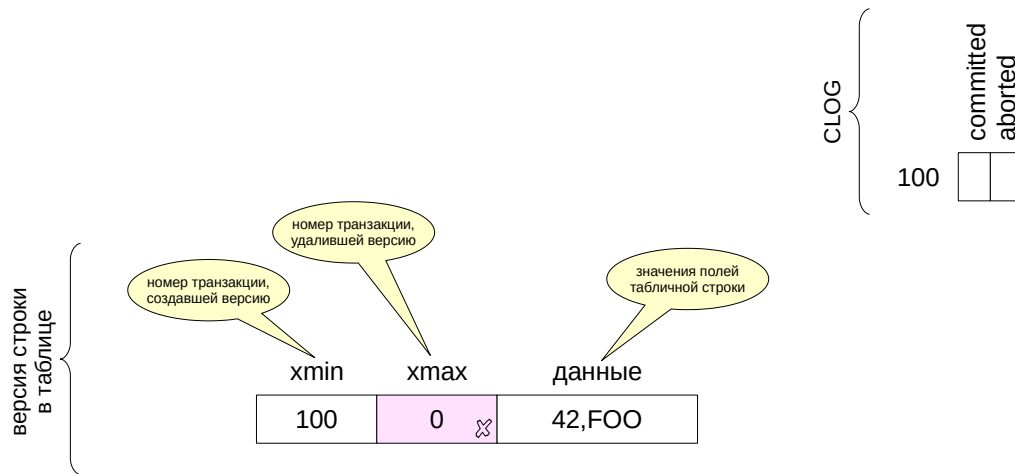 CLOG
committed
aborted
100
номер транзакции,
удалившей версию
номер транзакции,
создавшей версию
значения полей
табличной строки
версия строки
в таблице
xmin xmax данные
100 0 42,FOO